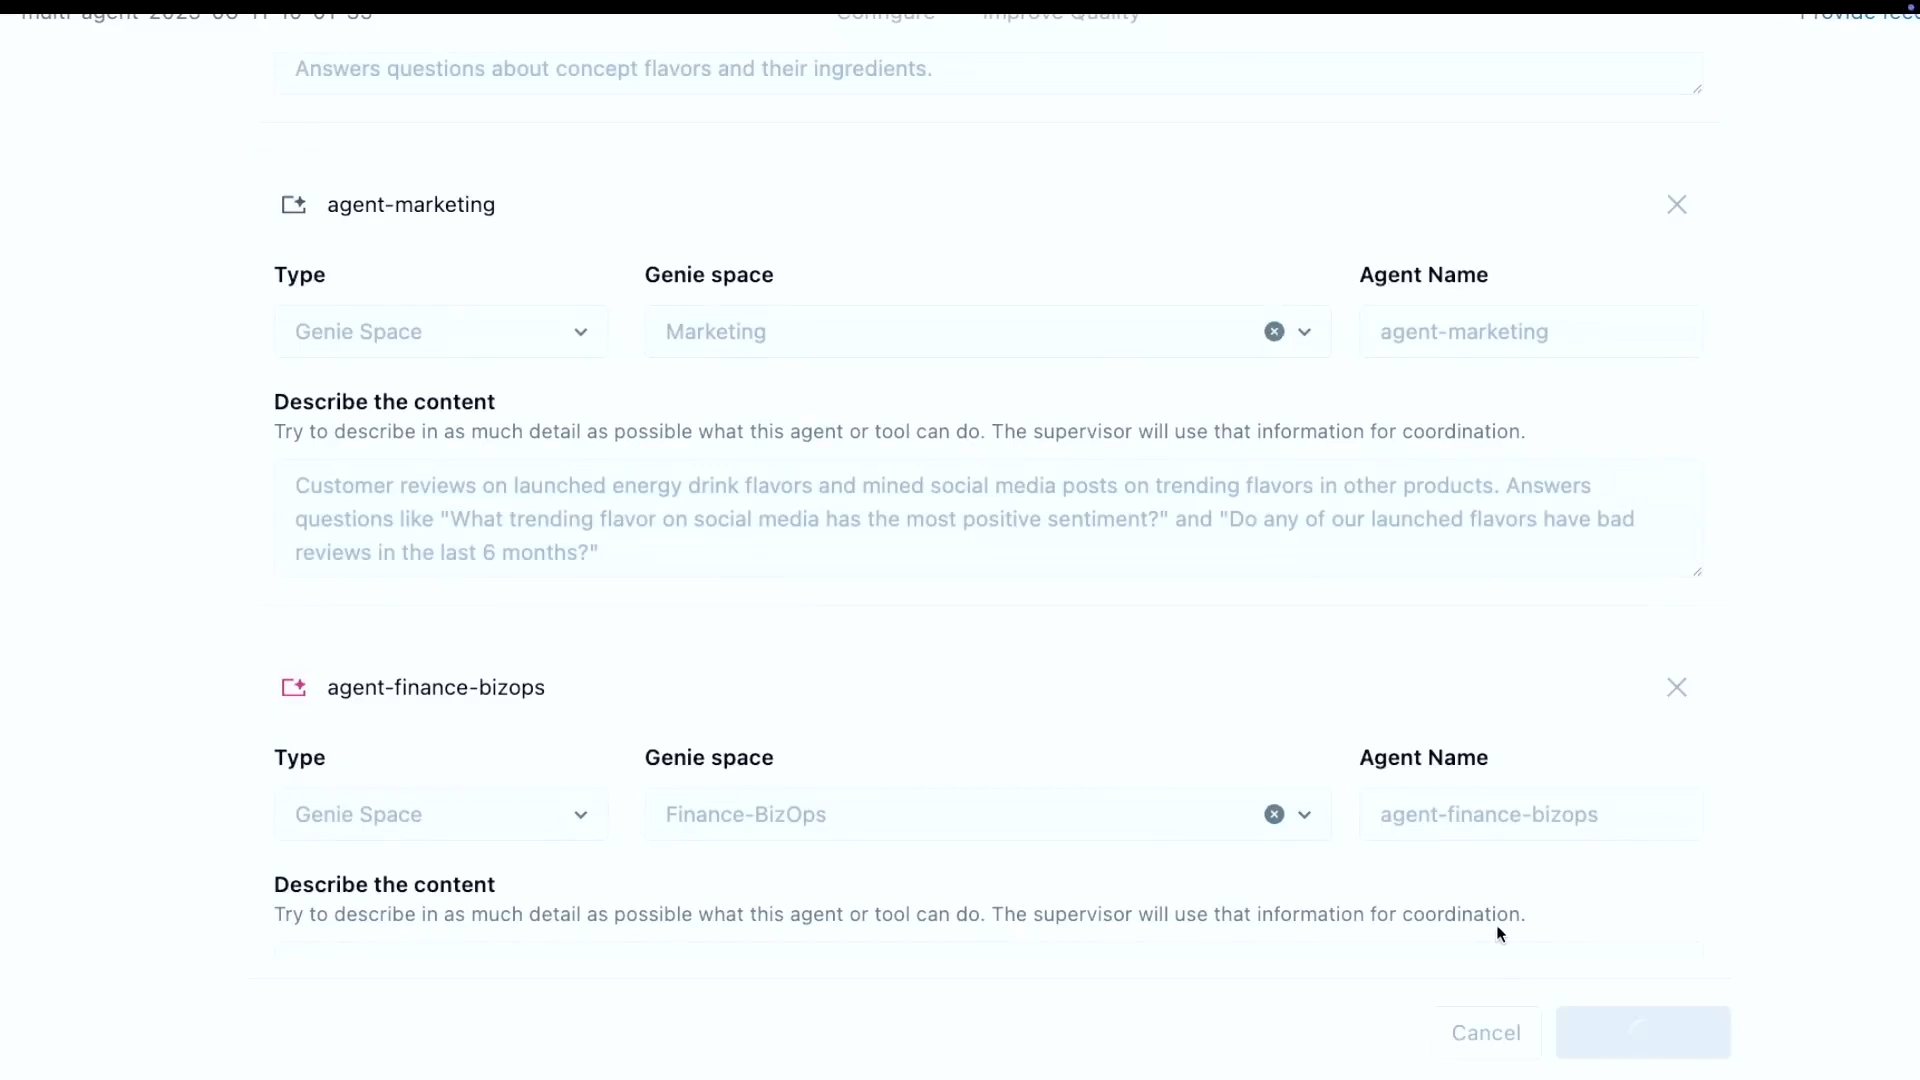 Configure Improve Quality
Answers questions about concept flavors and their ingredients.
agent-marketing
Type Genie space Agent Name
Genie Space Marketing agent-marketing
Describe the content
Try to describe in as much detail as possible what this agent or tool can do. The supervisor will use that information for coordination.
Customer reviews on launched energy drink flavors and mined social media posts on trending flavors in other products. Answers
questions like "What trending flavor on social media has the most positive sentiment?" and "Do any of our launched flavors have bad
reviews in the last 6 months?"
agent-finance-bizops
Type Genie space Agent Name
Genie Space Finance-BizOps agent-finance-bizops
Describe the content
Try to describe in as much detail as possible what this agent or tool can do. The supervisor will use that information for coordination.
Cancel